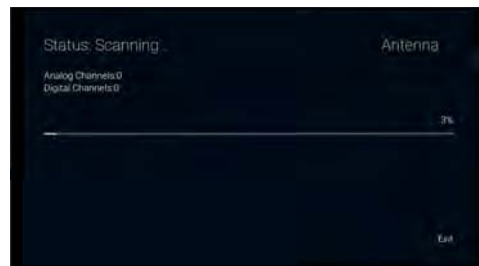 Status: Scanning...
Antenna
Analog Channels:0
Digital Channels:0
3%
Exit